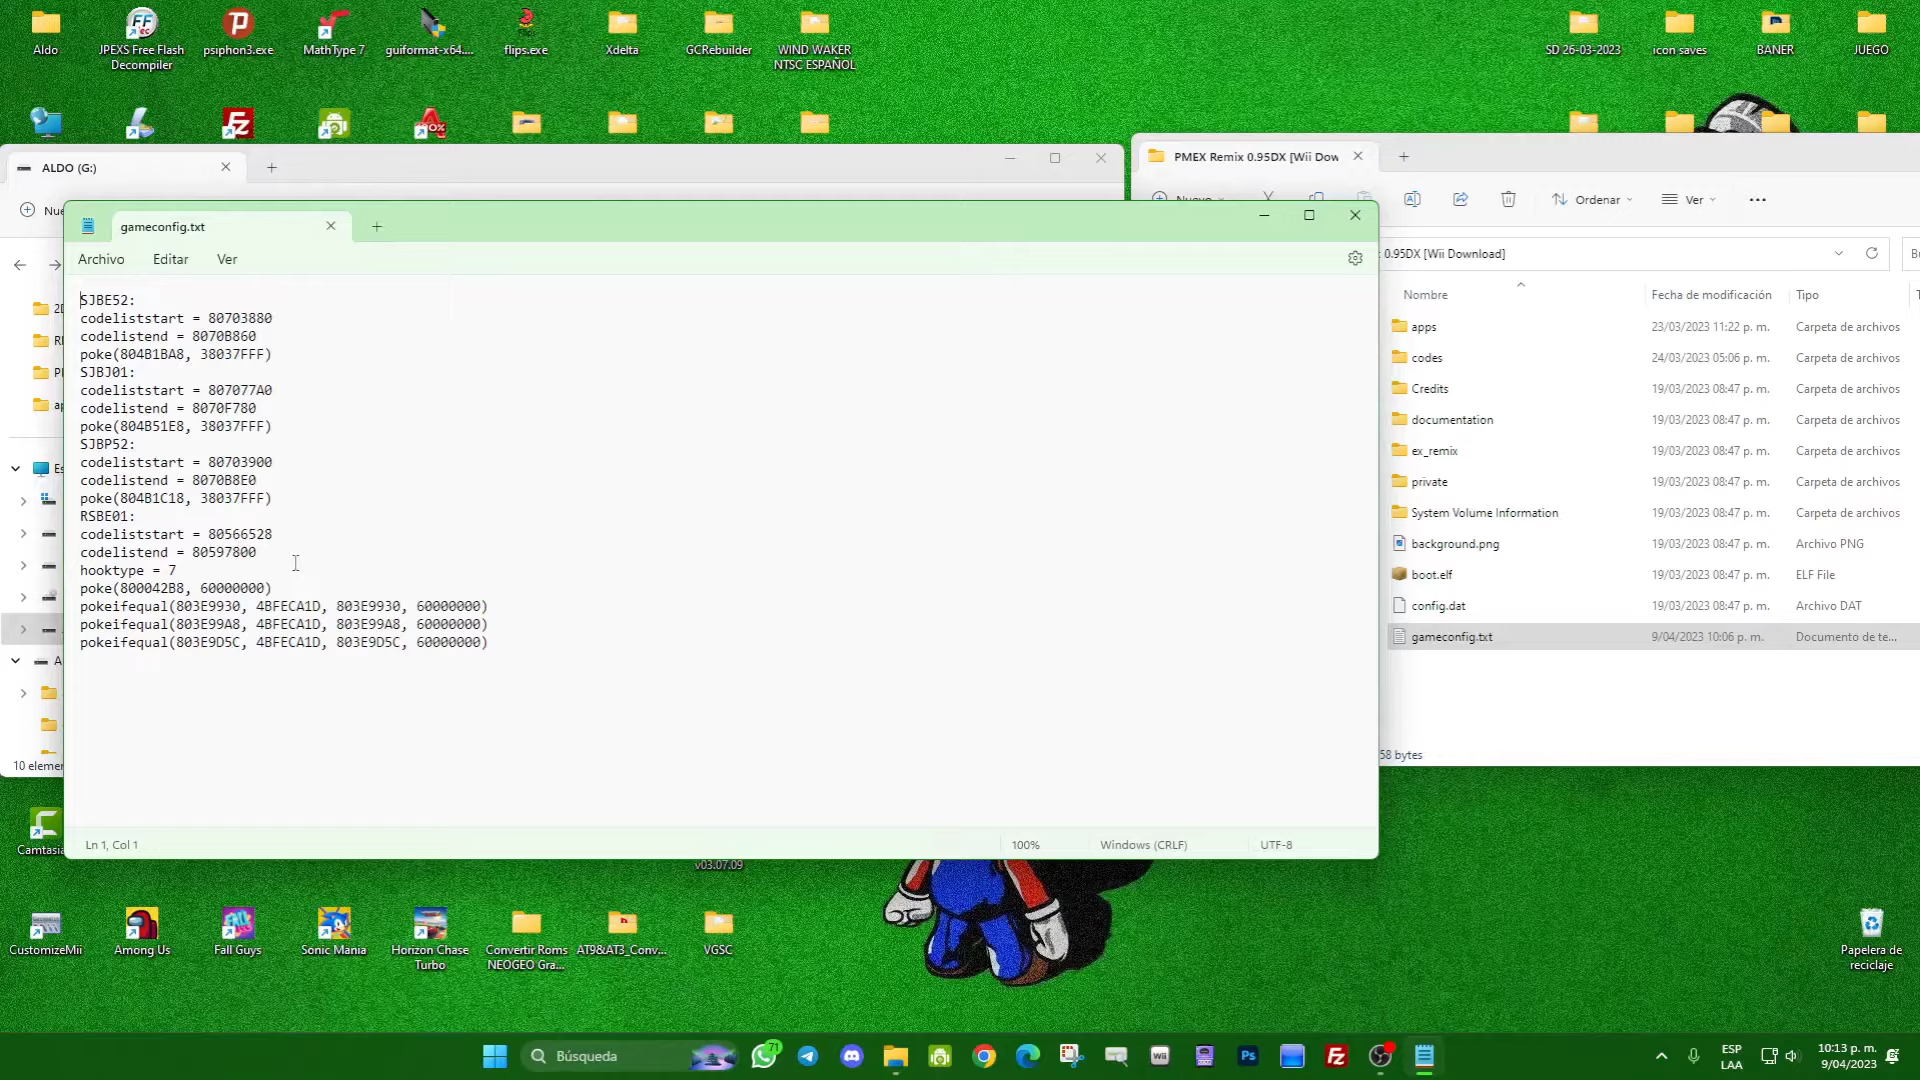 Aldo
JPEXS Free Flash
Decompiler
psiphon3.exe
MathType 7
guiformat-x64....
flips.exe
Xdelta
GCRebuilder
WIND WAKER
NTSC ESPAÑOL
SD 26-03-2023
icon saves
BANER
JUEGO
ALDO (G:)
PMEX Remix 0.95DX [Wii Dow
gameconfig.txt
Archivo
Editar
Ver
SJBE52:
codeliststart = 80703880
codelistend = 8070B860
poke(804B1BA8, 38037FFF)
SJBJ01:
codeliststart = 807077A0
codelistend = 8070F780
poke(804B51E8, 38037FFF)
SJBP52:
codeliststart = 80703900
codelistend = 8070B8E0
poke(804B1C18, 38037FFF)
RSBE01:
codeliststart = 80566528
codelistend = 80597800
hooktype = 7
poke(800042B8, 60000000)
pokeifequal(803E9930, 4BFECA1D, 803E9930, 60000000)
pokeifequal(803E99A8, 4BFECA1D, 803E99A8, 60000000)
pokeifequal(803E9D5C, 4BFECA1D, 803E9D5C, 60000000)
Ln 1, Col 1
100%
Windows (CRLF)
UTF-8
10 elemen
Ordenar
Ver
0.95DX [Wii Download]
Nombre
Fecha de modificación
Tipo
apps 23/03/2023 11:22 p. m. Carpeta de archivos
codes 24/03/2023 05:06 p. m. Carpeta de archivos
Credits 19/03/2023 08:47 p. m. Carpeta de archivos
documentation 19/03/2023 08:47 p. m. Carpeta de archivos
ex_remix 19/03/2023 08:47 p. m. Carpeta de archivos
private 19/03/2023 08:47 p. m. Carpeta de archivos
System Volume Information 19/03/2023 08:47 p. m. Carpeta de archivos
background.png 19/03/2023 08:47 p. m. Archivo PNG
boot.elf 19/03/2023 08:47 p. m. ELF File
config.dat 19/03/2023 08:47 p. m. Archivo DAT
gameconfig.txt 9/04/2023 10:06 p. m. Documento de te...
58 bytes
Camtasia
v03.07.09
CustomizeMii
Among Us
Fall Guys
Sonic Mania
Horizon Chase
Turbo
Convertir Roms
NEOGEO Gra...
AT9&AT3_Conv...
VGSC
Papelera de
reciclaje
Búsqueda
71
ESP
LAA
10:13 p. m.
9/04/2023